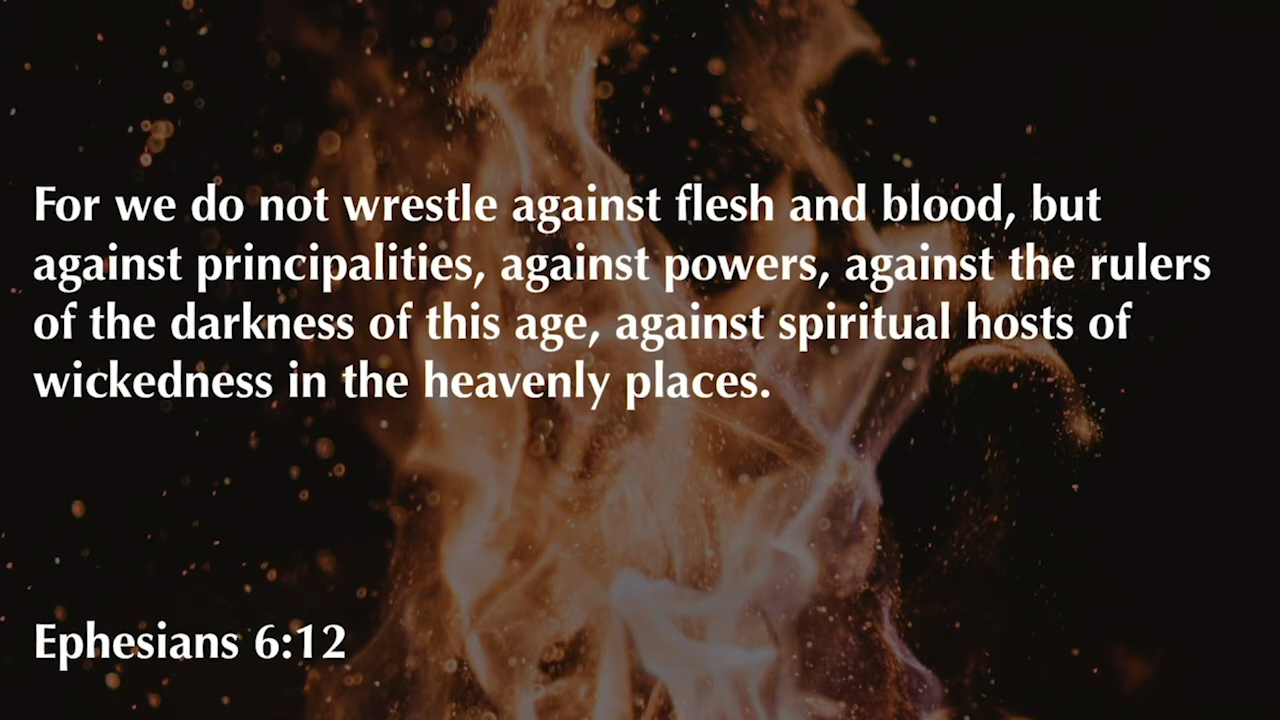 For we do not wrestle against flesh and blood, but
against principalities, against powers, against the rulers
of the darkness of this age, against spiritual hosts of
wickedness in the heavenly places.
Ephesians 6:12